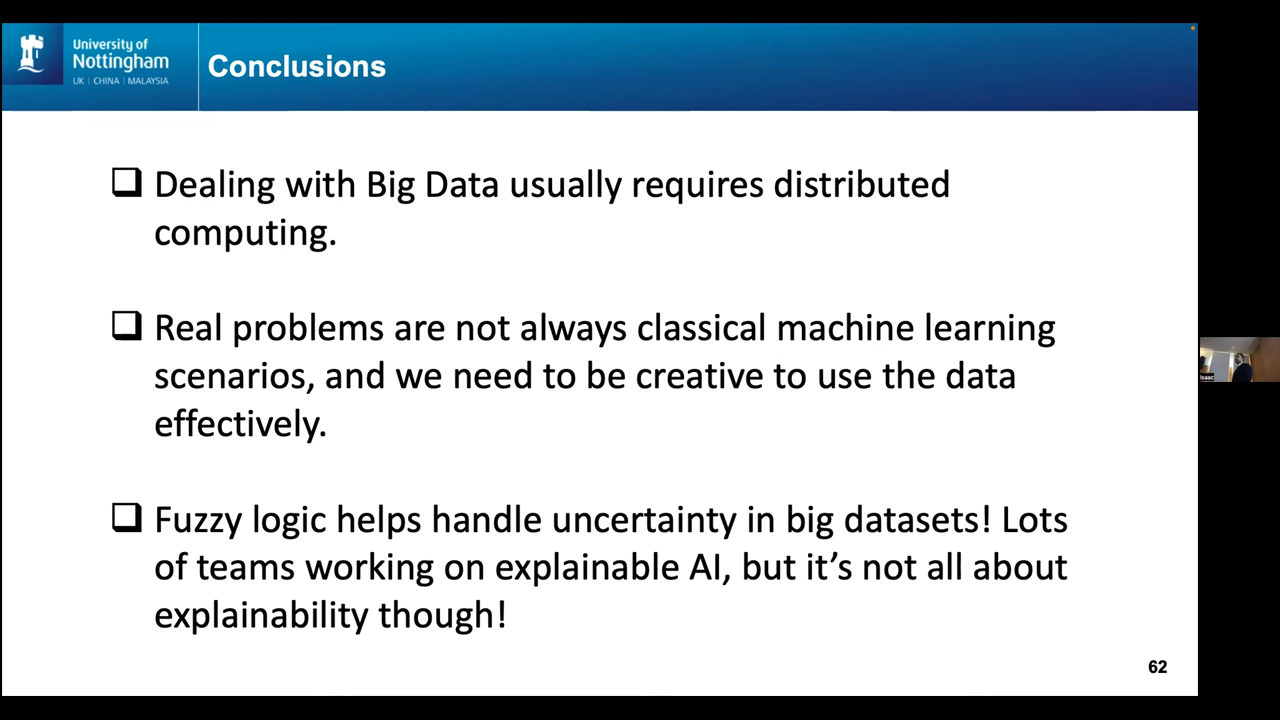 University of
Nottingham
UK | CHINA | MALAYSIA
Conclusions
Dealing with Big Data usually requires distributed
computing.
Real problems are not always classical machine learning
scenarios, and we need to be creative to use the data
effectively.
Fuzzy logic helps handle uncertainty in big datasets! Lots
of teams working on explainable AI, but it's not all about
explainability though!
62
Isaac